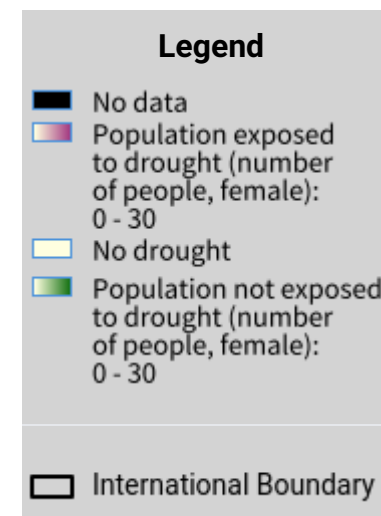 Legend
No data
Population exposed
to drought (number
of people, female):
0 - 30
No drought
Population not exposed
to drought (number
of people, female):
0 - 30
International Boundary